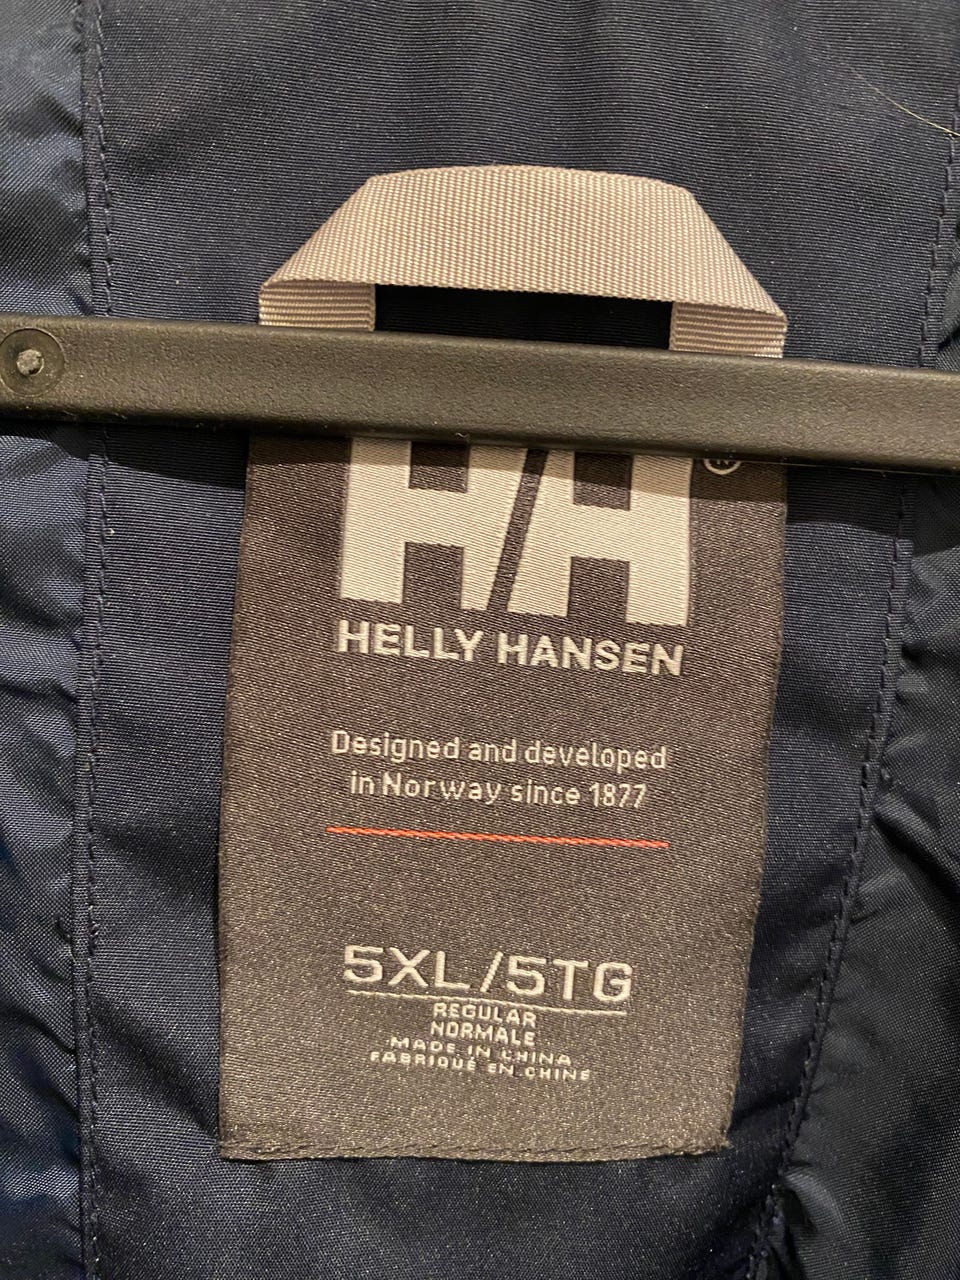 HH
HELLY HANSEN
Designed and developed
in Norway since 1877
5XL/5TG
REGULAR
NORMALE
MADE IN CHINA
FABRIQUÉ EN CHINE